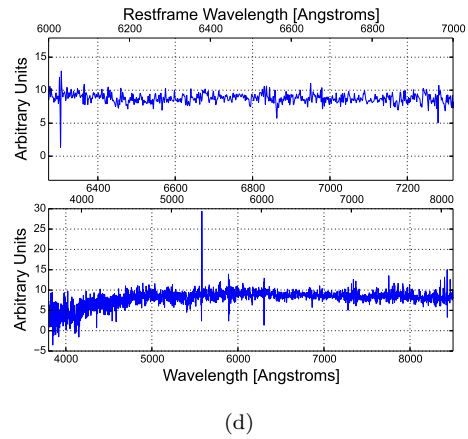 Restframe Wavelength [Angstroms]
6000 6200 6400 6600 6800 7000
Arbitrary Units
15
10
5
0
6400 6600 6800 7000 7200
4000 5000 6000 7000 8000
Arbitrary Units
30
25
20
15
10
5
0
−5
4000 5000 6000 7000 8000
Wavelength [Angstroms]
(d)